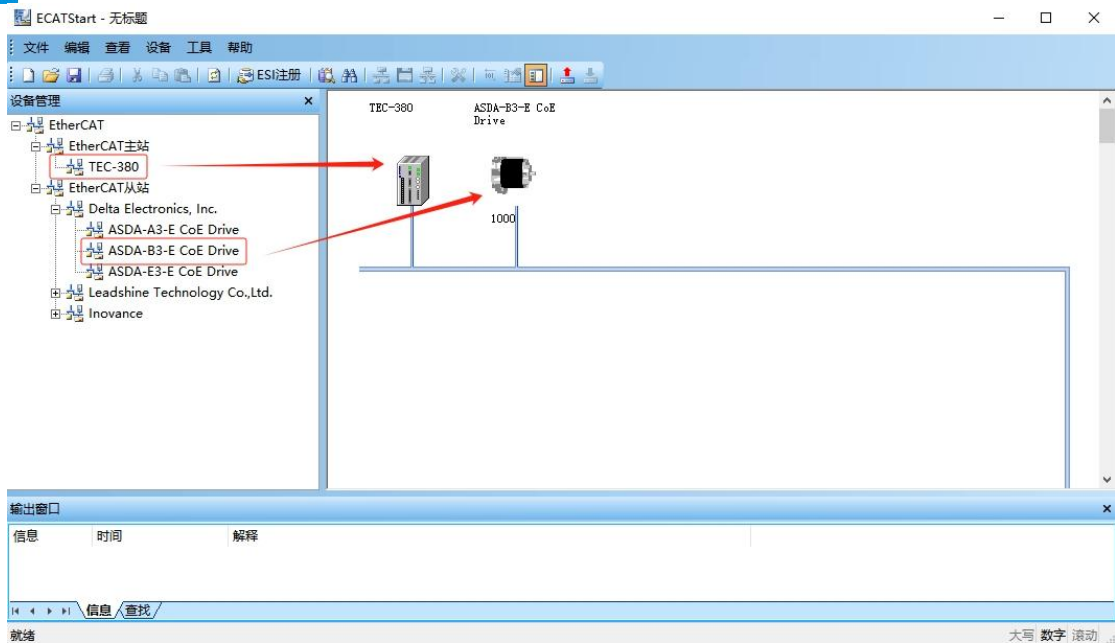 ECATStart - 无标题
文件 编辑 查看 设备 工具 帮助
ESI注册
设备管理
EtherCAT
EtherCAT主站
TEC-380
EtherCAT从站
Delta Electronics, Inc.
ASDA-A3-E CoE Drive
ASDA-B3-E CoE Drive
ASDA-E3-E CoE Drive
Leadshine Technology Co.,Ltd.
Inovance
TEC-380
ASDA-B3-E CoE
Drive
1000
输出窗口
信息 时间 解释
信息 查找
就绪
大写 数字 滚动